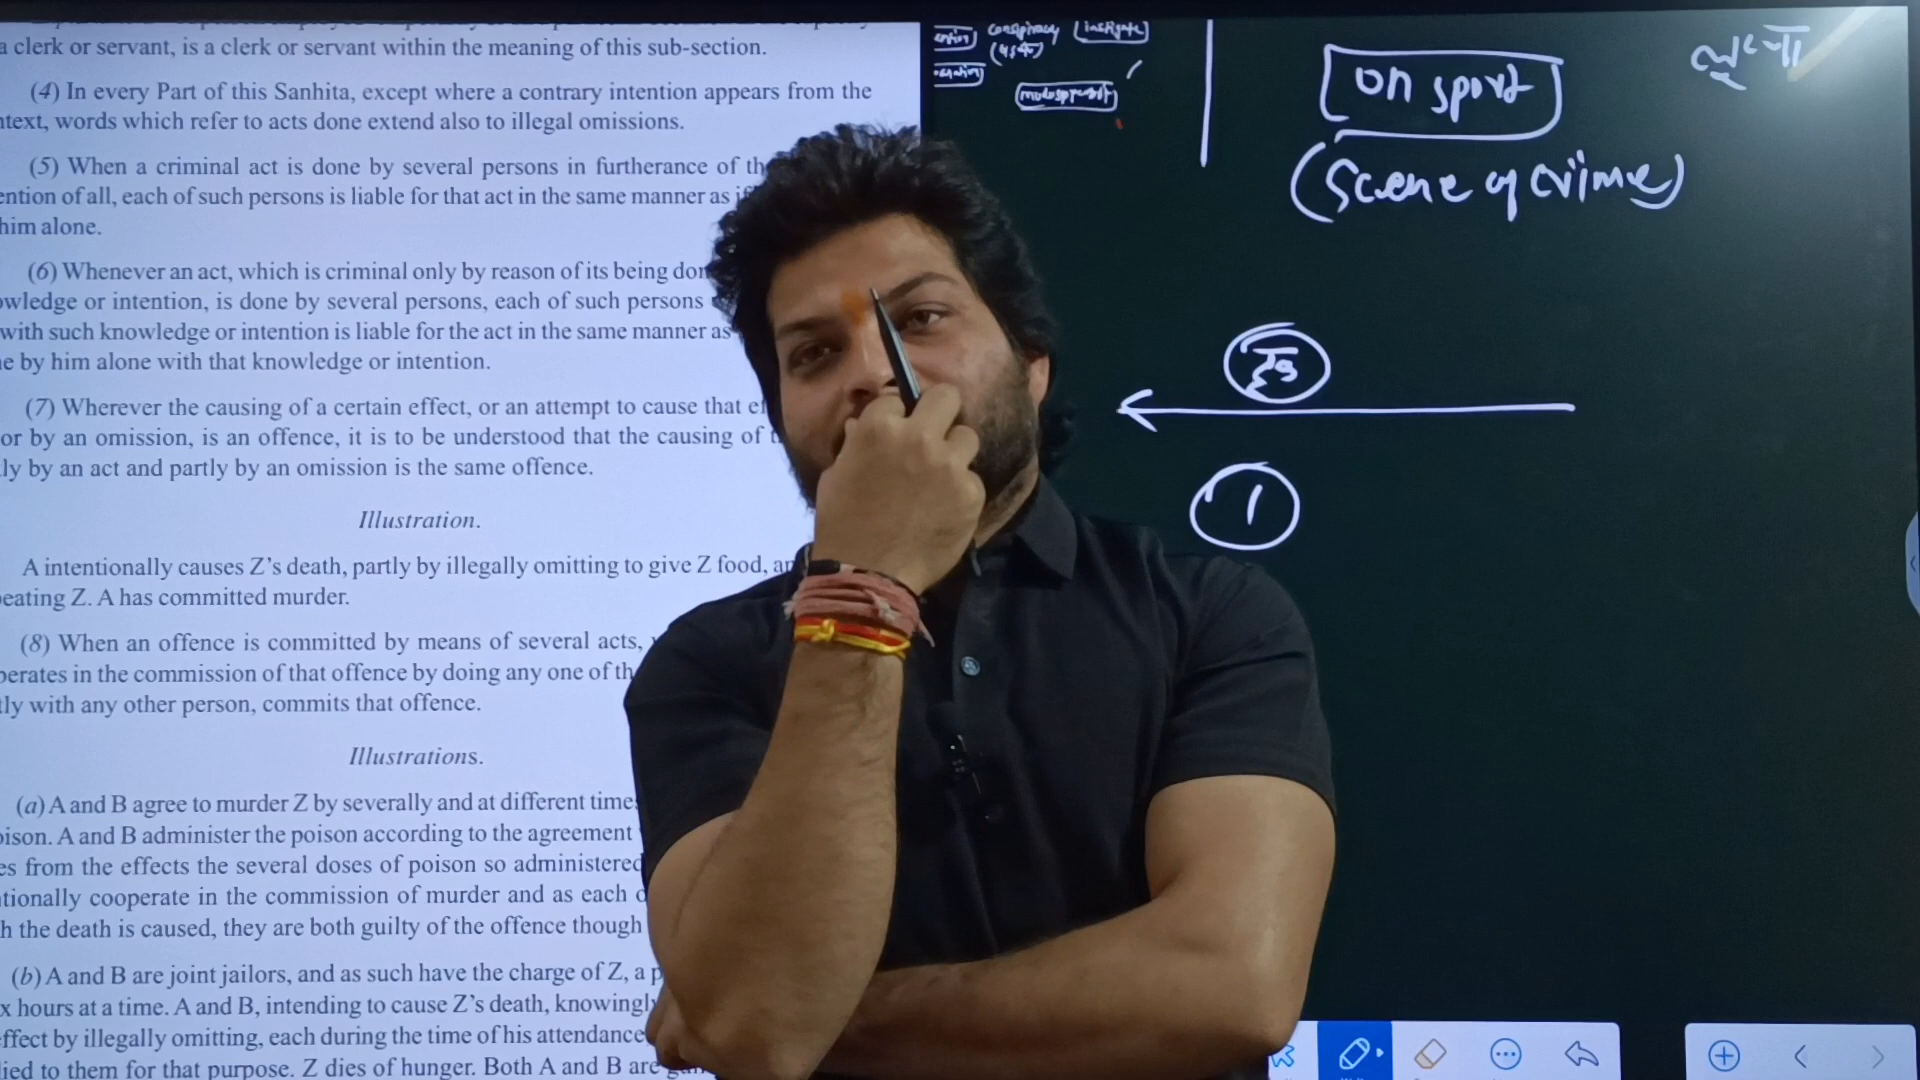 a clerk or servant, is a clerk or servant within the meaning of this sub-section.
(4) In every Part of this Sanhita, except where a contrary intention appears from the
ntext, words which refer to acts done extend also to illegal omissions.
(5) When a criminal act is done by several persons in furtherance of th
ention of all, each of such persons is liable for that act in the same manner as if
him alone.
(6) Whenever an act, which is criminal only by reason of its being don
owledge or intention, is done by several persons, each of such persons
with such knowledge or intention is liable for the act in the same manner as
e by him alone with that knowledge or intention.
(7) Wherever the causing of a certain effect, or an attempt to cause that ef
or by an omission, is an offence, it is to be understood that the causing of t
ly by an act and partly by an omission is the same offence.
Illustration.
A intentionally causes Z's death, partly by illegally omitting to give Z food, an
eating Z. A has committed murder.
(8) When an offence is committed by means of several acts,
perates in the commission of that offence by doing any one of th
tly with any other person, commits that offence.
Illustrations.
(a) A and B agree to murder Z by severally and at different times
oison. A and B administer the poison according to the agreement
es from the effects the several doses of poison so administered
tionally cooperate in the commission of murder and as each o
h the death is caused, they are both guilty of the offence though
(b) A and B are joint jailors, and as such have the charge of Z, a p
x hours at a time. A and B, intending to cause Z's death, knowingly
effect by illegally omitting, each during the time of his attendance
lied to them for that purpose. Z dies of hunger. Both A and B are
conspiracy instigate
on sport
(Scene of crime)
1